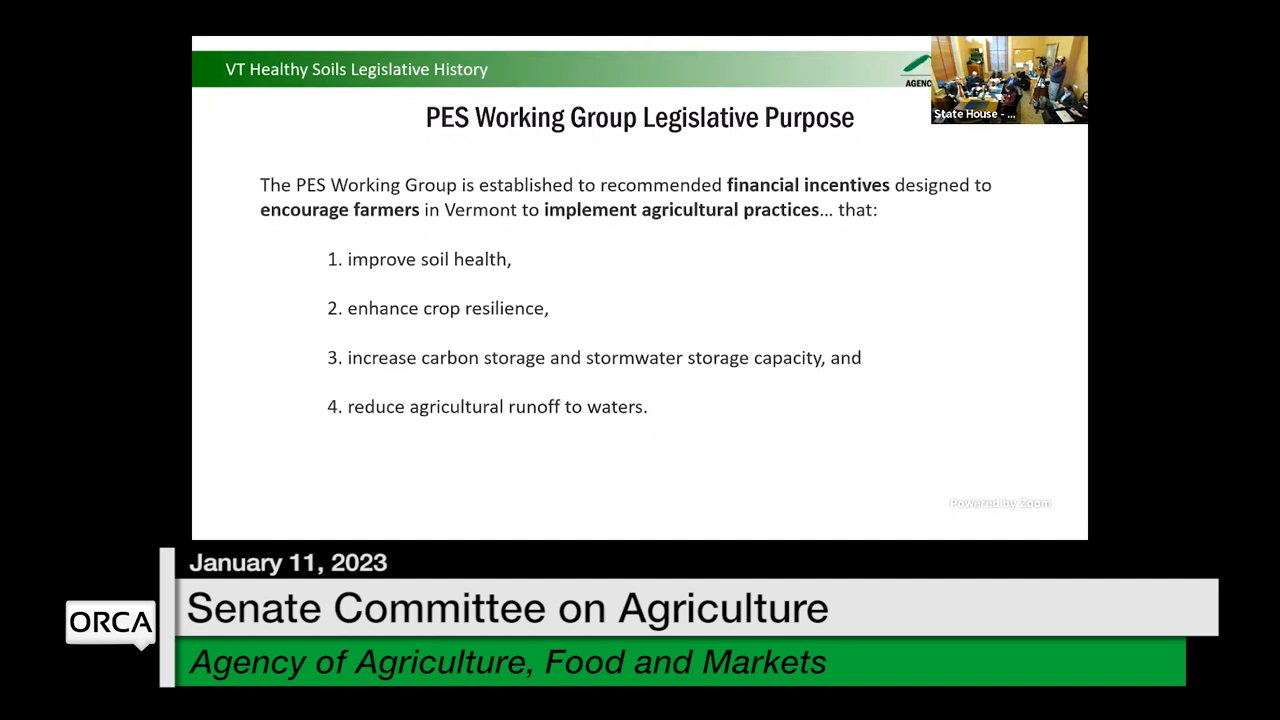 VT Healthy Soils Legislative History
AGENC
State House - ...
PES Working Group Legislative Purpose
The PES Working Group is established to recommended financial incentives designed to
encourage farmers in Vermont to implement agricultural practices… that:
1. improve soil health,
2. enhance crop resilience,
3. increase carbon storage and stormwater storage capacity, and
4. reduce agricultural runoff to waters.
Powered by Zoom
January 11, 2023
ORCA
Senate Committee on Agriculture
Agency of Agriculture, Food and Markets